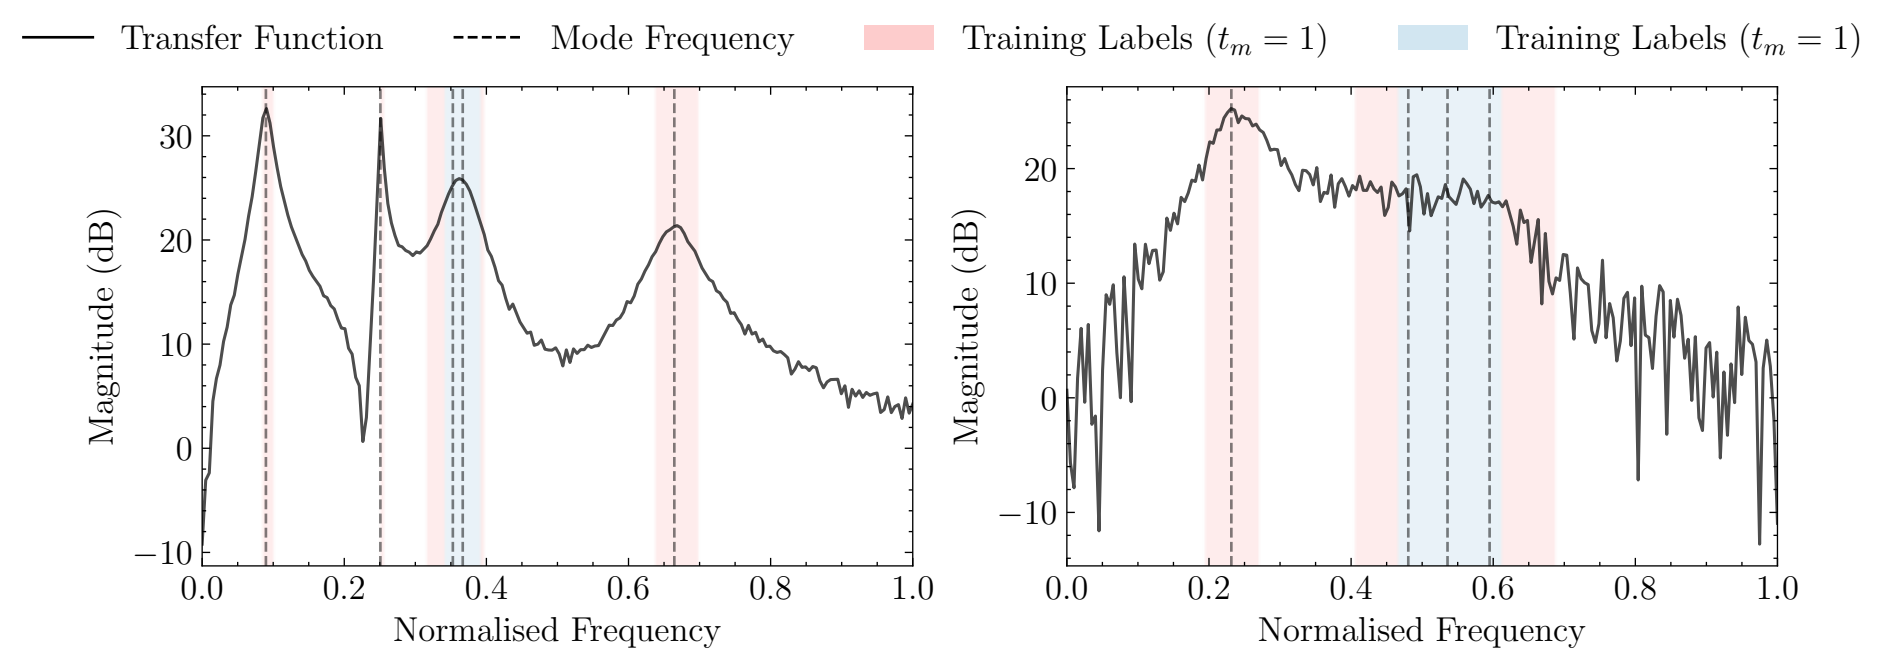 Transfer Function Mode Frequency Training Labels (tₘ = 1) Training Labels (tₘ = 1)
30
20
10
0
−10
Magnitude (dB)
0.0 0.2 0.4 0.6 0.8 1.0
Normalised Frequency
20
10
0
−10
Magnitude (dB)
0.0 0.2 0.4 0.6 0.8 1.0
Normalised Frequency